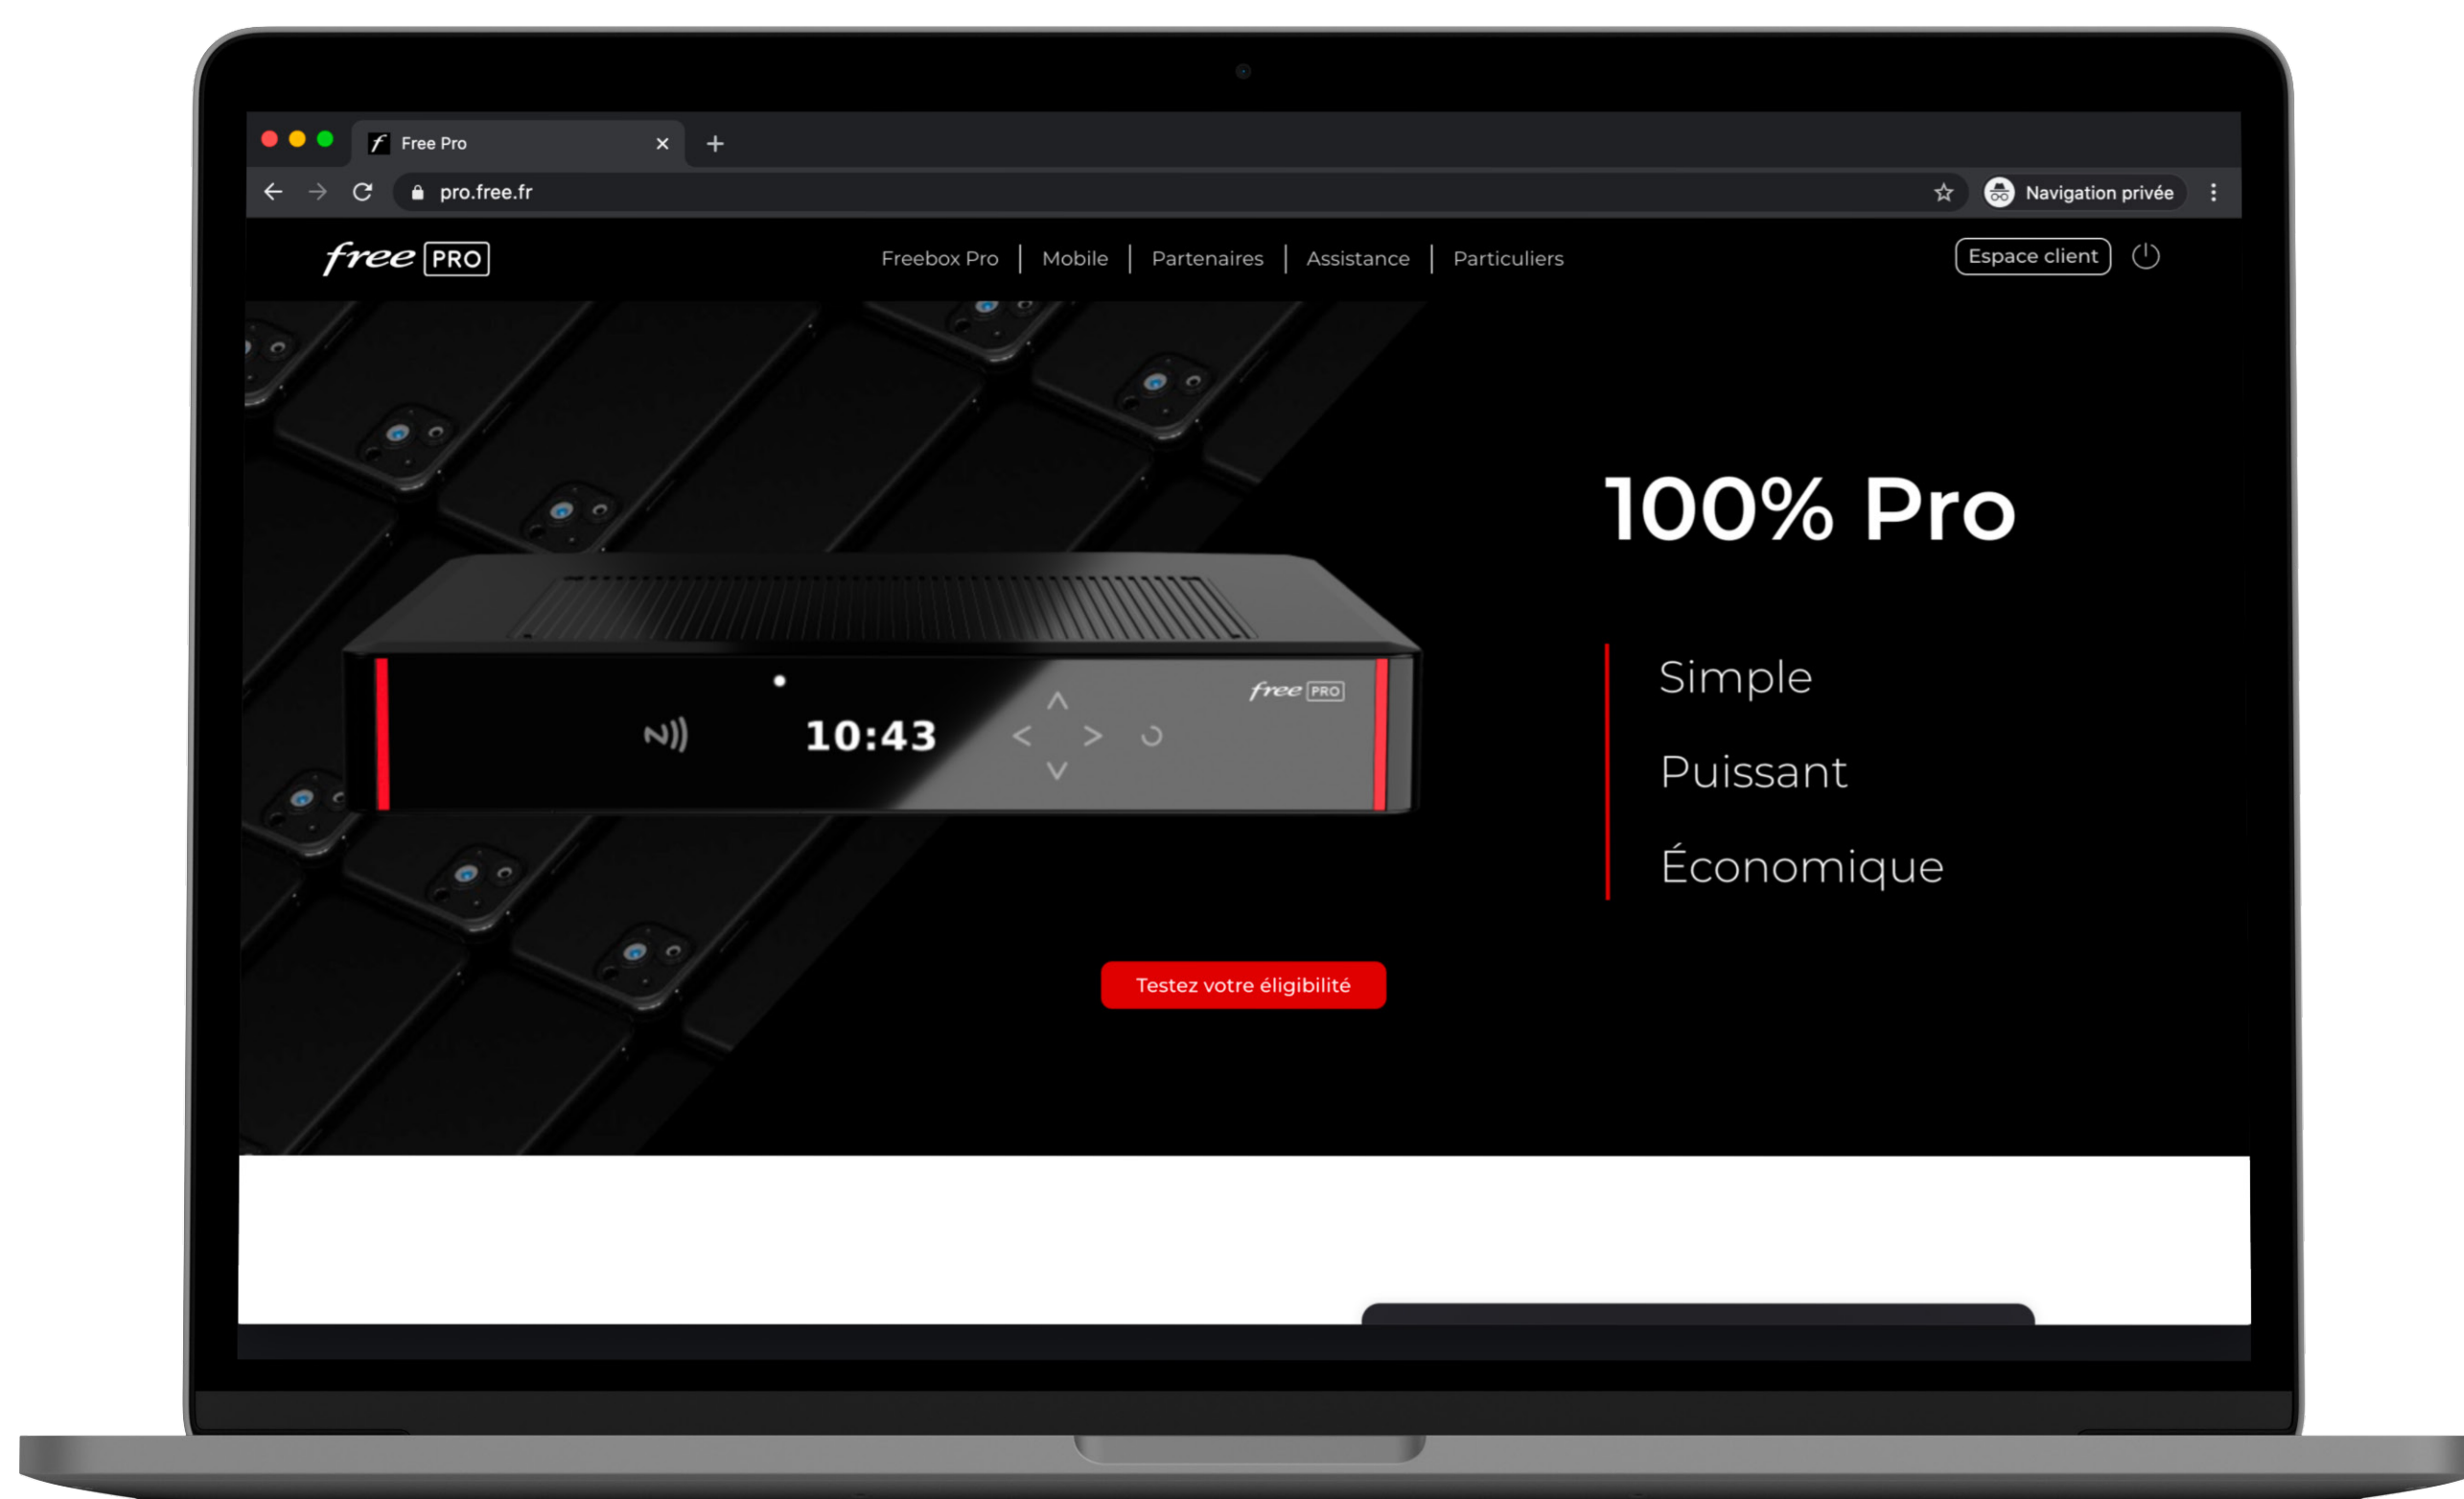 Free Pro
pro.free.fr
Navigation privée
free PRO
Freebox Pro | Mobile | Partenaires | Assistance | Particuliers
Espace client
100% Pro
free PRO
10:43
Simple
Puissant
Économique
Testez votre éligibilité